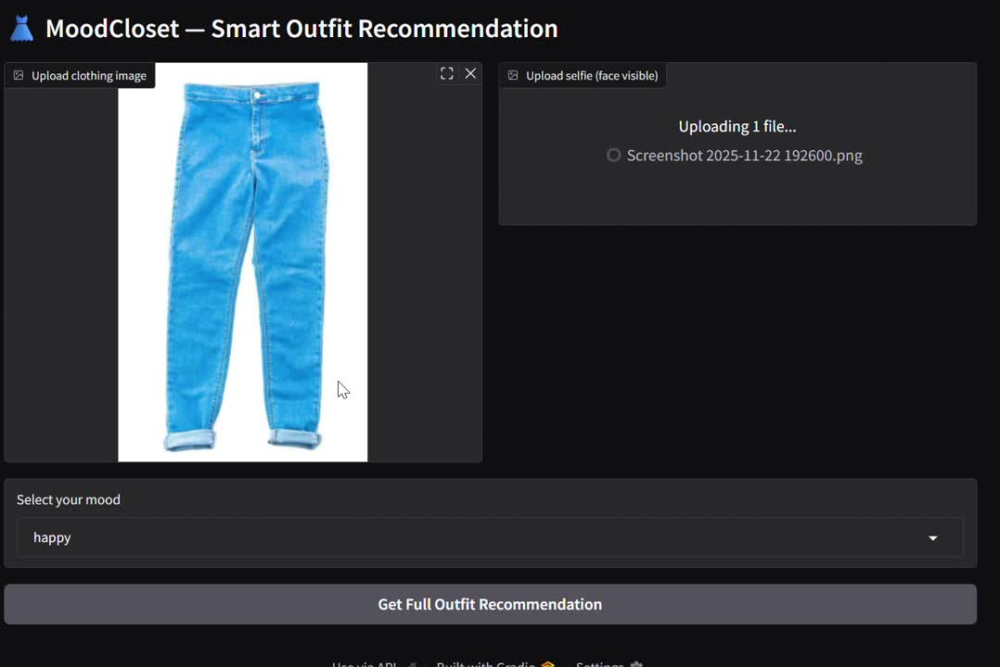 MoodCloset — Smart Outfit Recommendation
Upload clothing image
Upload selfie (face visible)
Uploading 1 file...
Screenshot 2025-11-22 192600.png
Select your mood
happy
Get Full Outfit Recommendation
Use via API
Built with Gradio
Settings